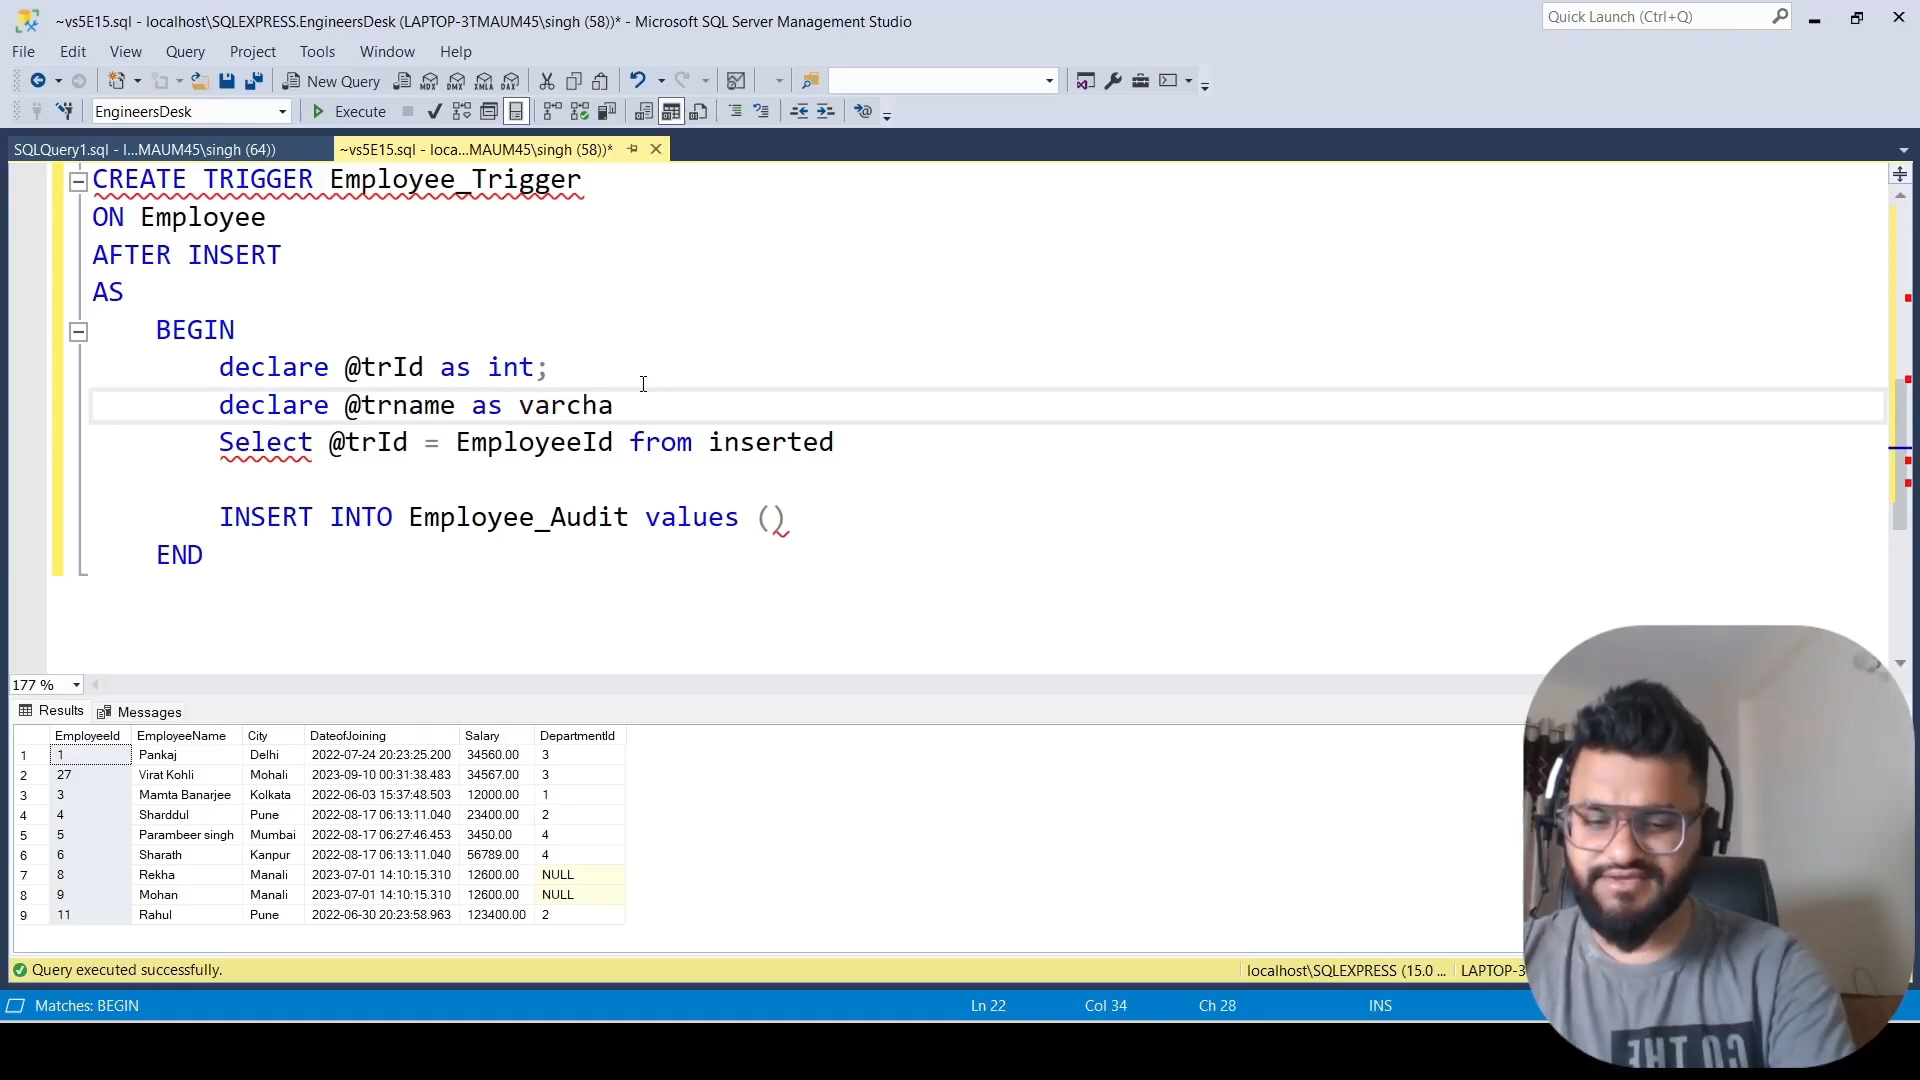 ~vs5E15.sql - localhost\SQLEXPRESS.EngineersDesk (LAPTOP-3TMAUM45\singh (58))* - Microsoft SQL Server Management Studio
Quick Launch (Ctrl+Q)
File Edit View Query Project Tools Window Help
New Query MDX DMX XMLA DAX
EngineersDesk Execute
SQLQuery1.sql - l...MAUM45\singh (64))
~vs5E15.sql - loca...MAUM45\singh (58))*
CREATE TRIGGER Employee_Trigger
ON Employee
AFTER INSERT
AS
BEGIN
declare @trId as int;
declare @trname as varcha
Select @trId = EmployeeId from inserted
INSERT INTO Employee_Audit values ()
END
177 %
Results Messages
EmployeeId EmployeeName City DateofJoining Salary DepartmentId
1 1 Pankaj Delhi 2022-07-24 20:23:25.200 34560.00 3
2 27 Virat Kohli Mohali 2023-09-10 00:31:38.483 34567.00 3
3 3 Mamta Banarjee Kolkata 2022-06-03 15:37:48.503 12000.00 1
4 4 Sharddul Pune 2022-08-17 06:13:11.040 23400.00 2
5 5 Parambeer singh Mumbai 2022-08-17 06:27:46.453 3450.00 4
6 6 Sharath Kanpur 2022-08-17 06:13:11.040 56789.00 4
7 8 Rekha Manali 2023-07-01 14:10:15.310 12600.00 NULL
8 9 Mohan Manali 2023-07-01 14:10:15.310 12600.00 NULL
9 11 Rahul Pune 2022-06-30 20:23:58.963 123400.00 2
Query executed successfully.
localhost\SQLEXPRESS (15.0 ... LAPTOP-3
Matches: BEGIN
Ln 22 Col 34 Ch 28 INS